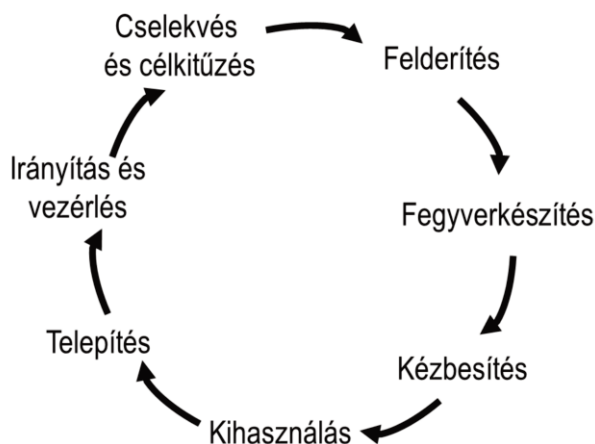 Cselekvés
és célkitűzés
Felderítés
Fegyverkészítés
Kézbesítés
Kihasználás
Telepítés
Irányítás és
vezérlés